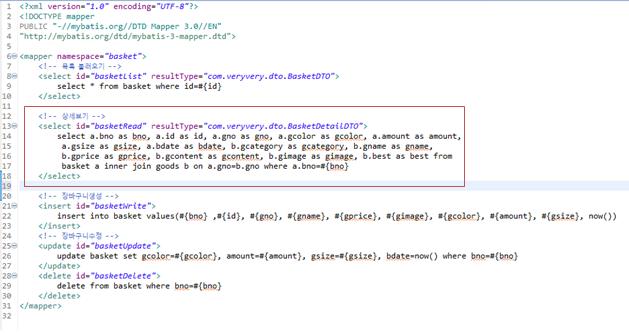 1 <?xml version="1.0" encoding="UTF-8"?>
2 <!DOCTYPE mapper
3 PUBLIC "-//mybatis.org//DTD Mapper 3.0//EN"
4 "http://mybatis.org/dtd/mybatis-3-mapper.dtd">
5
6 <mapper namespace="basket">
7 <!-- 목록 불러오기 -->
8 <select id="basketList" resultType="com.veryvery.dto.BasketDTO">
9 select * from basket where id=#{id}
10 </select>
11
12 <!-- 상세보기 -->
13 <select id="basketRead" resultType="com.veryvery.dto.BasketDetailDTO">
14 select a.bno as bno, a.id as id, a.gno as gno, a.gcolor as gcolor, a.amount as amount,
15 a.gsize as gsize, a.bdate as bdate, b.gcategory as gcategory, b.gname as gname,
16 b.gprice as gprice, b.gcontent as gcontent, b.gimage as gimage, b.best as best from
17 basket a inner join goods b on a.gno=b.gno where a.bno=#{bno}
18 </select>
19
20 <!-- 장바구니생성 -->
21 <insert id="basketWrite">
22 insert into basket values(#{bno} ,#{id}, #{gno}, #{gname}, #{gprice}, #{gimage}, #{gcolor}, #{amount}, #{gsize}, now())
23 </insert>
24 <!-- 장바구니수정 -->
25 <update id="basketUpdate">
26 update basket set gcolor=#{gcolor}, amount=#{amount}, gsize=#{gsize}, bdate=now() where bno=#{bno}
27 </update>
28 <delete id="basketDelete">
29 delete from basket where bno=#{bno}
30 </delete>
31 </mapper>
32